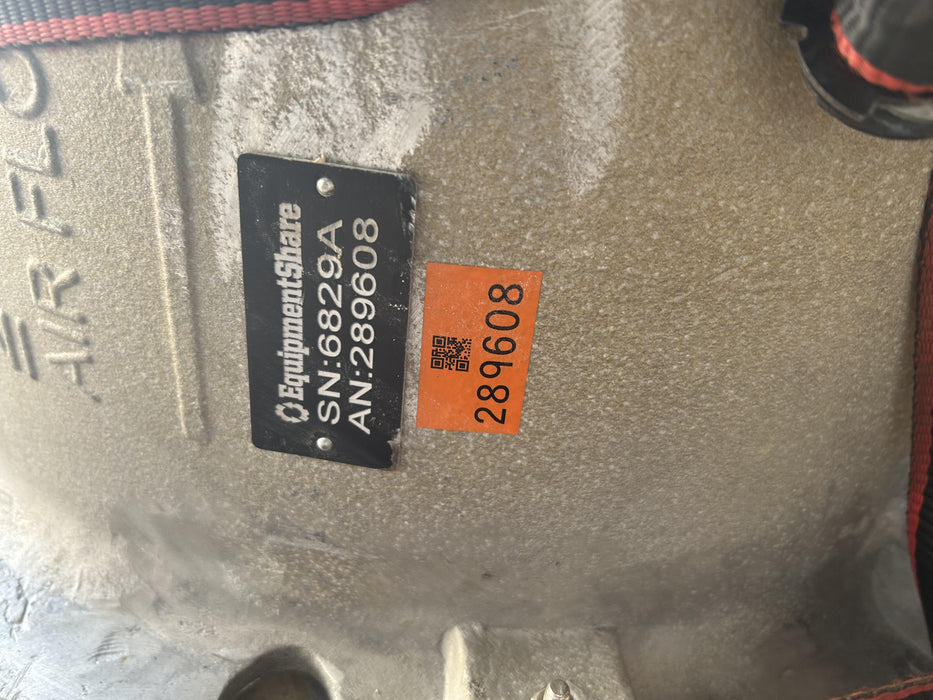 AIR FLO
EquipmentShare
SN:6829A
AN:289608
289608